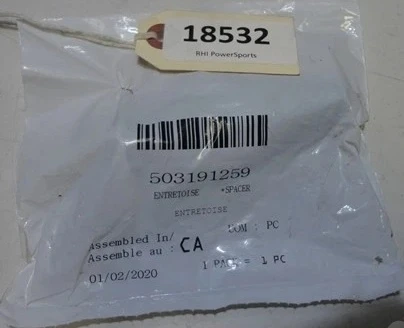 18532
RHI PowerSports
503191259
ENTRETOISE *SPACER
ENTRETOISE
Assembled In/ UOM : PC
Assemble au : CA
01/02/2020 1 PACK = 1 PC